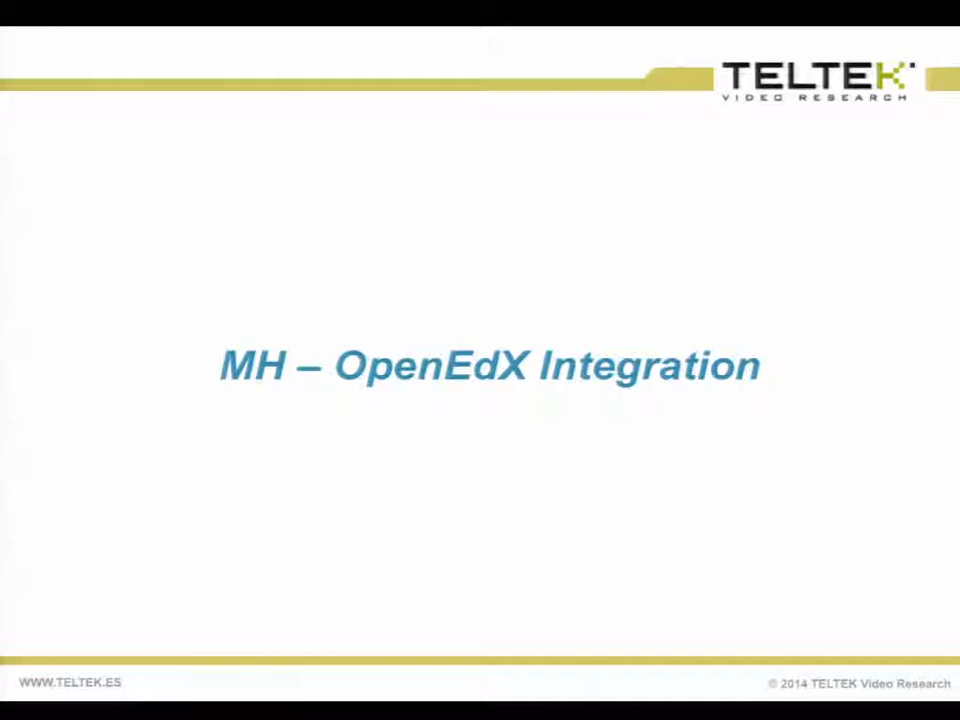 TELTEK
VIDEO RESEARCH
MH – OpenEdX Integration
WWW.TELTEK.ES
© 2014 TELTEK Video Research